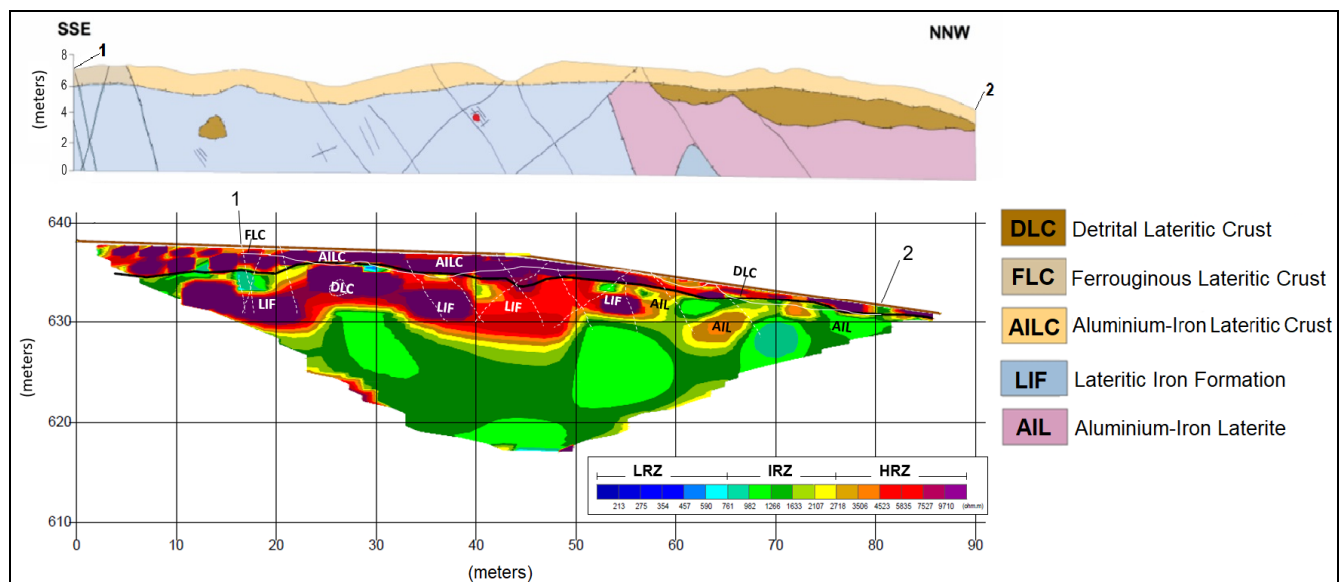 SSE
NNW
1
8
6
4
2
0
(meters)
2
1
2
640
630
620
610
(meters)
FLC
AILC
AILC
DLC
DLC
LIF
LIF
LIF
LIF
AIL
AIL
AIL
LRZ IRZ HRZ
213 275 354 457 590 761 982 1266 1633 2107 2718 3506 4523 5835 7527 9710 (ohm.m)
0 10 20 30 40 50 60 70 80 90
(meters)
DLC Detrital Lateritic Crust
FLC Ferrouginous Lateritic Crust
AILC Aluminium-Iron Lateritic Crust
LIF Lateritic Iron Formation
AIL Aluminium-Iron Laterite